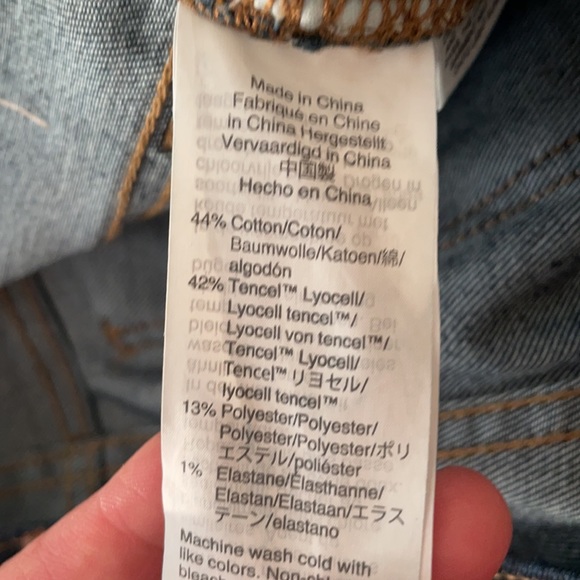 Made in China
Fabriqué en Chine
In China Hergestellt
Vervaardigd in China
中国製
Hecho en China
44% Cotton/Coton/
Baumwolle/Katoen/綿/
algodón
42% Tencel™ Lyocell/
Lyocell tencel™/
Lyocell von tencel™/
Tencel™ Lyocell/
Tencel™ リヨセル/
lyocell tencel™
13% Polyester/Polyester/
Polyester/Polyester/ポリ
エステル/poliéster
1% Elastane/Élasthanne/
Elastan/Elastaan/エラス
テーン/elastano
Machine wash cold with
like colors.